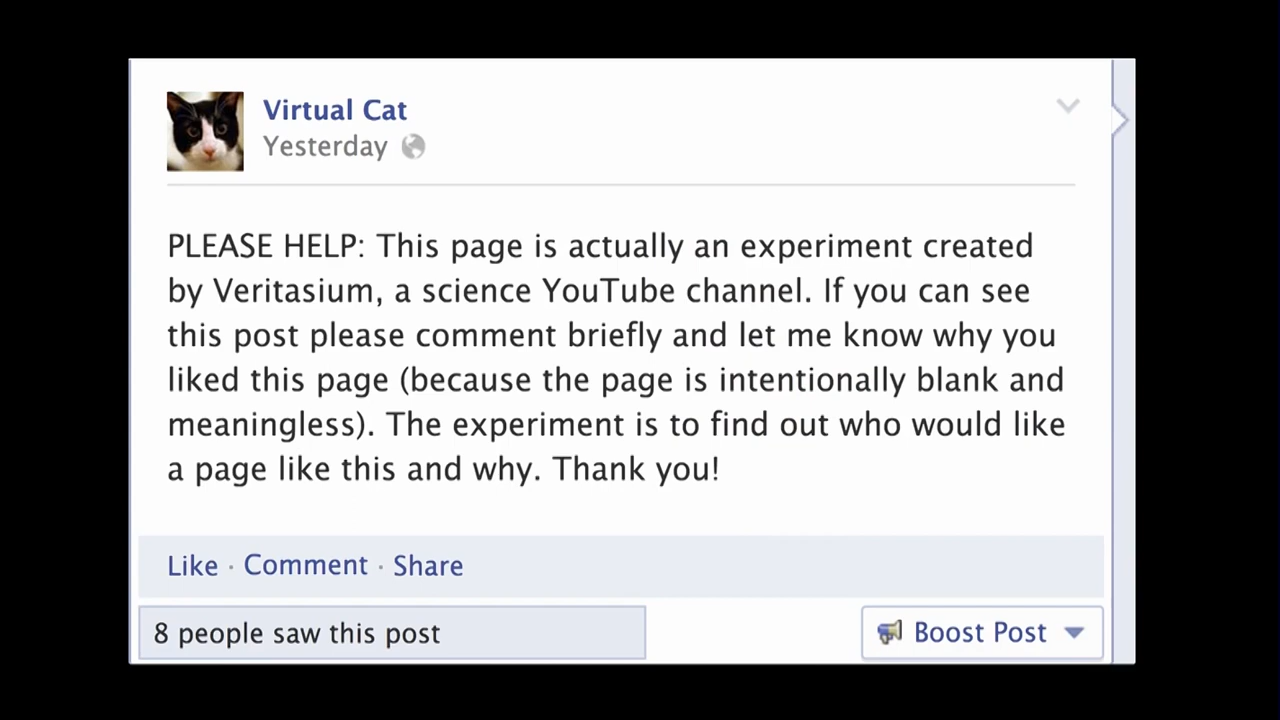 Virtual Cat
Yesterday
PLEASE HELP: This page is actually an experiment created
by Veritasium, a science YouTube channel. If you can see
this post please comment briefly and let me know why you
liked this page (because the page is intentionally blank and
meaningless). The experiment is to find out who would like
a page like this and why. Thank you!
Like · Comment · Share
8 people saw this post
Boost Post